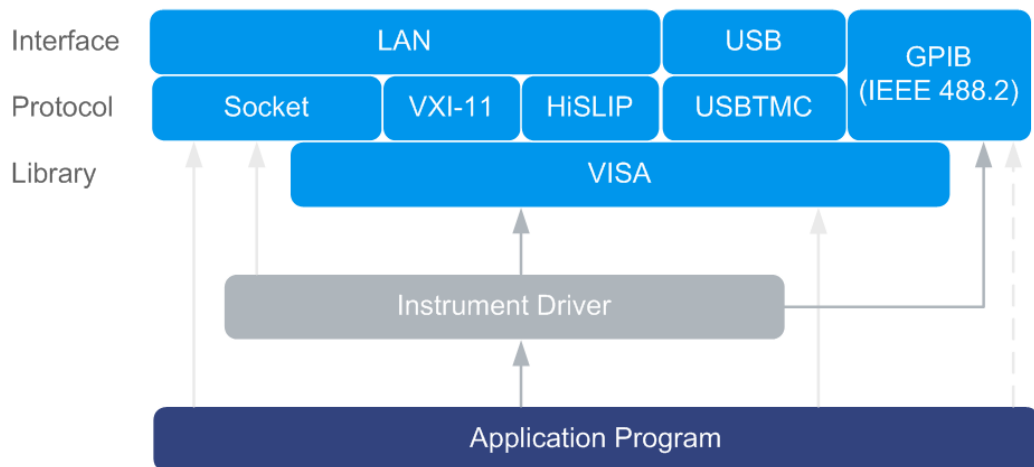 Interface
LAN
USB
GPIB
(IEEE 488.2)
Protocol
Socket
VXI-11
HiSLIP
USBTMC
Library
VISA
Instrument Driver
Application Program